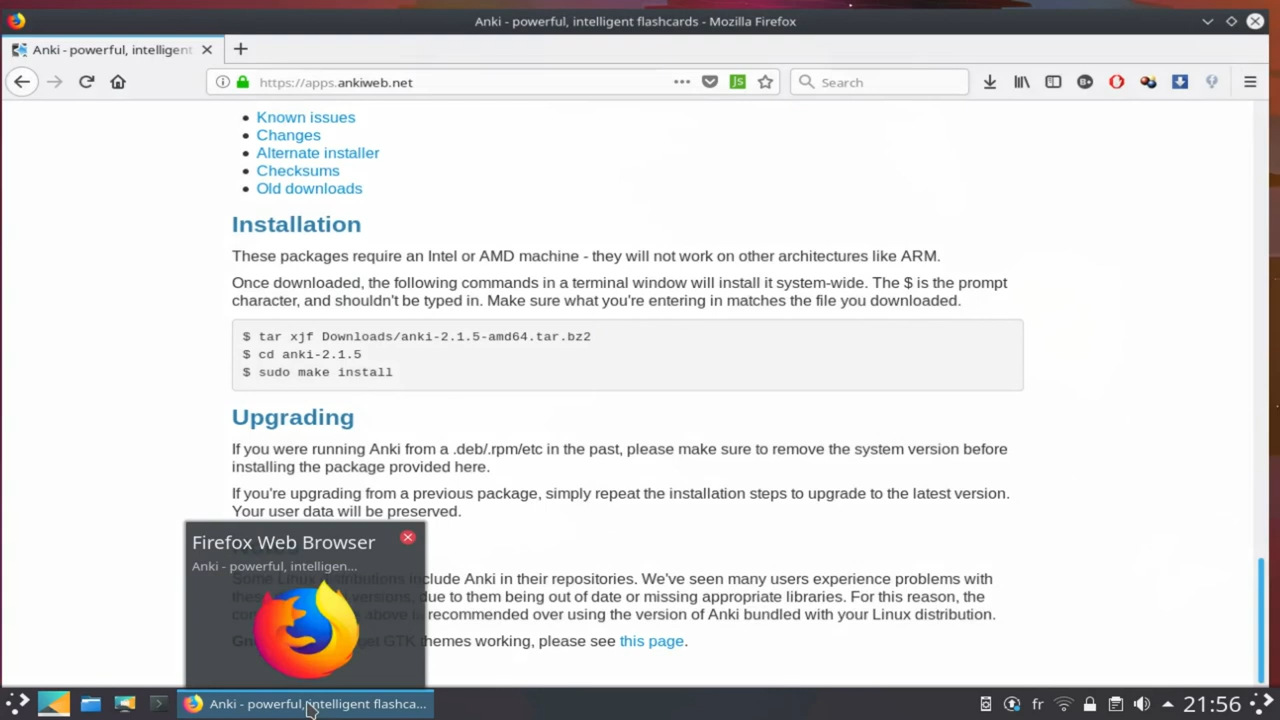 Anki - powerful, intelligent flashcards - Mozilla Firefox
Anki - powerful, intelligent
https://apps.ankiweb.net
Search
Known issues
Changes
Alternate installer
Checksums
Old downloads
Installation
These packages require an Intel or AMD machine - they will not work on other architectures like ARM.
Once downloaded, the following commands in a terminal window will install it system-wide. The $ is the prompt
character, and shouldn't be typed in. Make sure what you're entering in matches the file you downloaded.
$ tar xjf Downloads/anki-2.1.5-amd64.tar.bz2
$ cd anki-2.1.5
$ sudo make install
Upgrading
If you were running Anki from a .deb/.rpm/etc in the past, please make sure to remove the system version before
installing the package provided here.
If you're upgrading from a previous package, simply repeat the installation steps to upgrade to the latest version.
Your user data will be preserved.
Firefox Web Browser
Anki - powerful, intelligen...
Some Linux distributions include Anki in their repositories. We've seen many users experience problems with
versions, due to them being out of date or missing appropriate libraries. For this reason, the
above is recommended over using the version of Anki bundled with your Linux distribution.
get GTK themes working, please see this page.
Anki - powerful, intelligent flashca...
fr
21:56